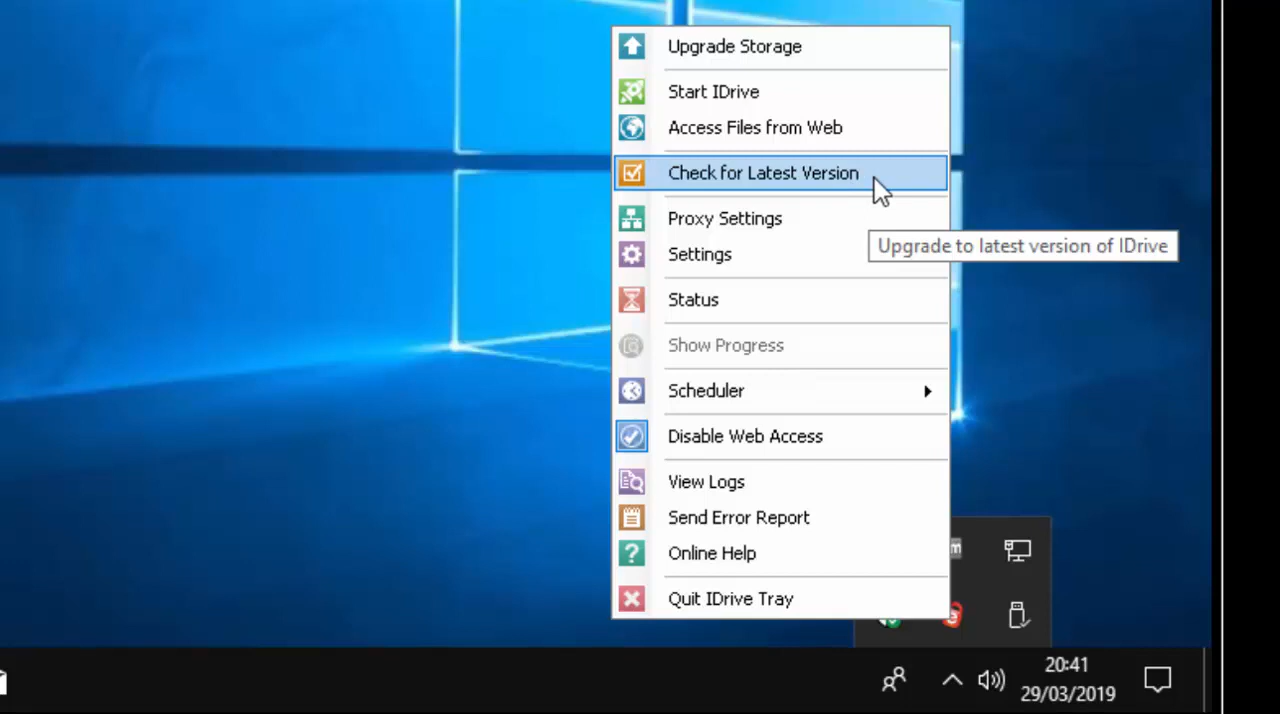 Upgrade Storage
Start IDrive
Access Files from Web
Check for Latest Version
Proxy Settings
Upgrade to latest version of IDrive
Settings
Status
Show Progress
Scheduler
Disable Web Access
View Logs
Send Error Report
Online Help
Quit IDrive Tray
20:41
29/03/2019